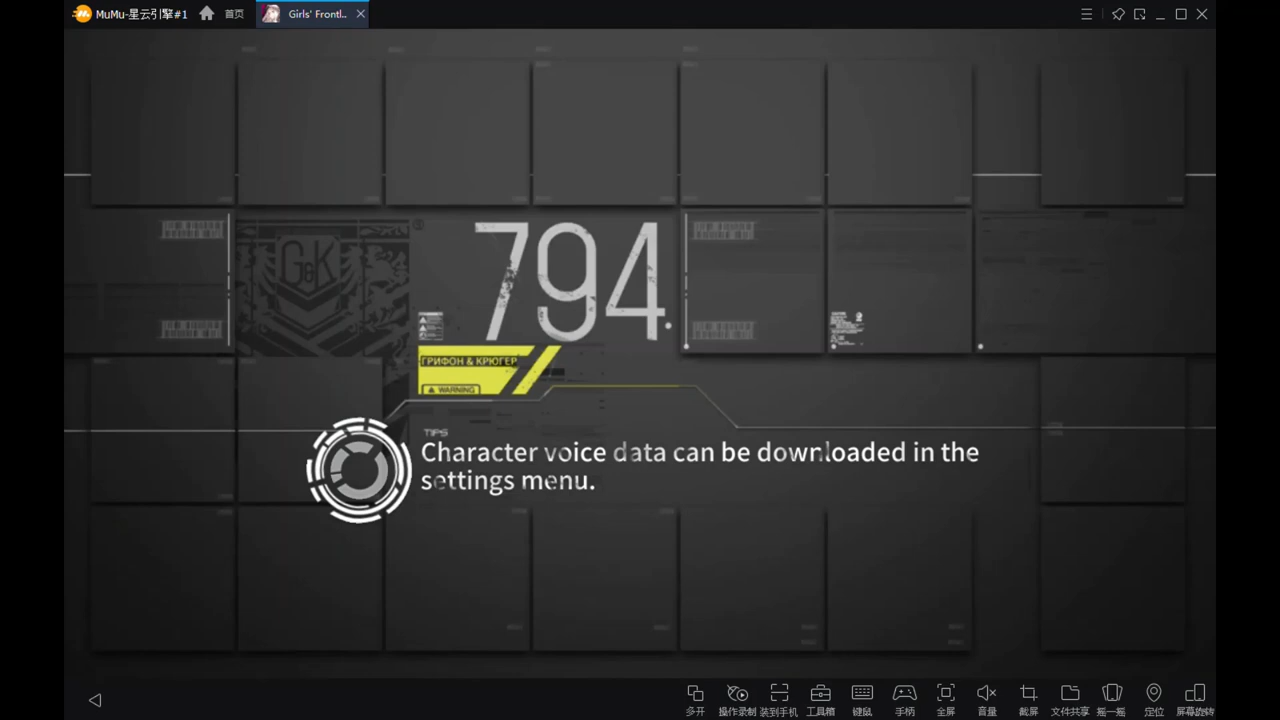 MuMu-星云引擎#1
首页
Girls' Frontl..
G&K
794.
ГРИФОН & КРЮГЕР
WARNING
TIPS
Character voice data can be downloaded in the
settings menu.
多开
操作录制
装到手机
工具箱
键鼠
手柄
全屏
音量
截屏
文件共享
摇一摇
定位
屏幕旋转